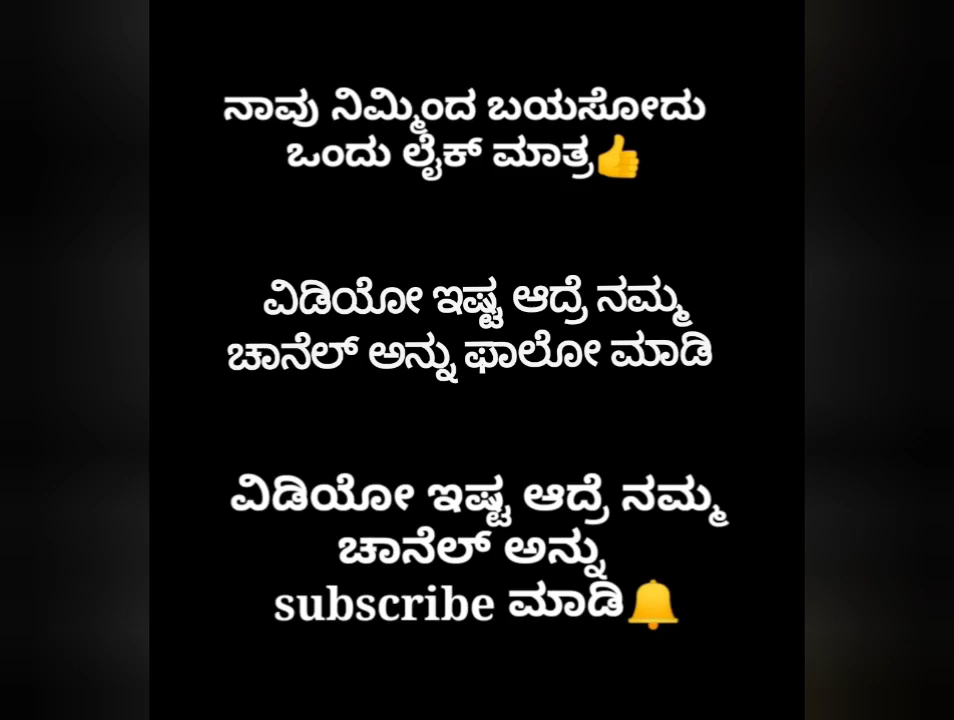 ನಾವು ನಿಮ್ಮಿಂದ ಬಯಸೋದು
ಒಂದು ಲೈಕ್ ಮಾತ್ರ👍
ವಿಡಿಯೋ ಇಷ್ಟ ಆದ್ರೆ ನಮ್ಮ
ಚಾನೆಲ್ ಅನ್ನು ಫಾಲೋ ಮಾಡಿ
ವಿಡಿಯೋ ಇಷ್ಟ ಆದ್ರೆ ನಮ್ಮ
ಚಾನೆಲ್ ಅನ್ನು
subscribe ಮಾಡಿ🔔